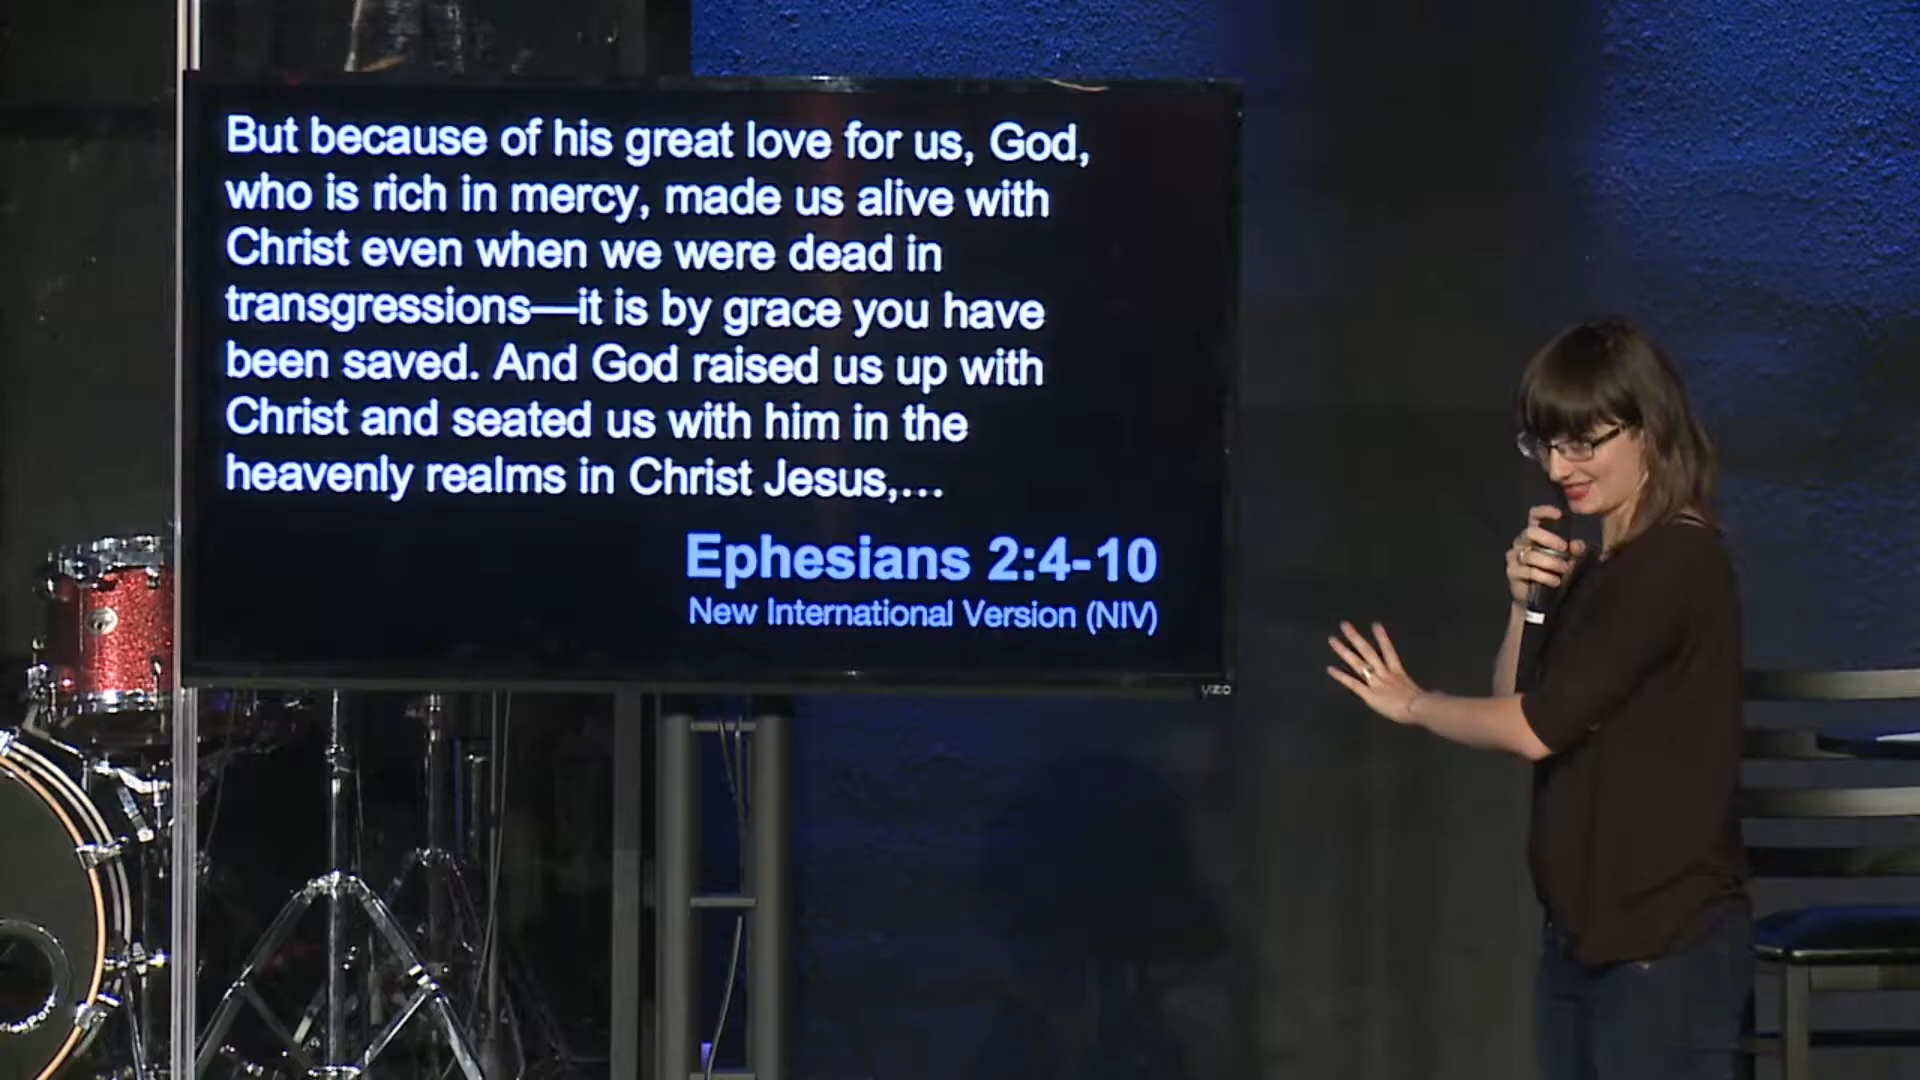 But because of his great love for us, God,
who is rich in mercy, made us alive with
Christ even when we were dead in
transgressions—it is by grace you have
been saved. And God raised us up with
Christ and seated us with him in the
heavenly realms in Christ Jesus,...
Ephesians 2:4-10
New International Version (NIV)
VIZIO